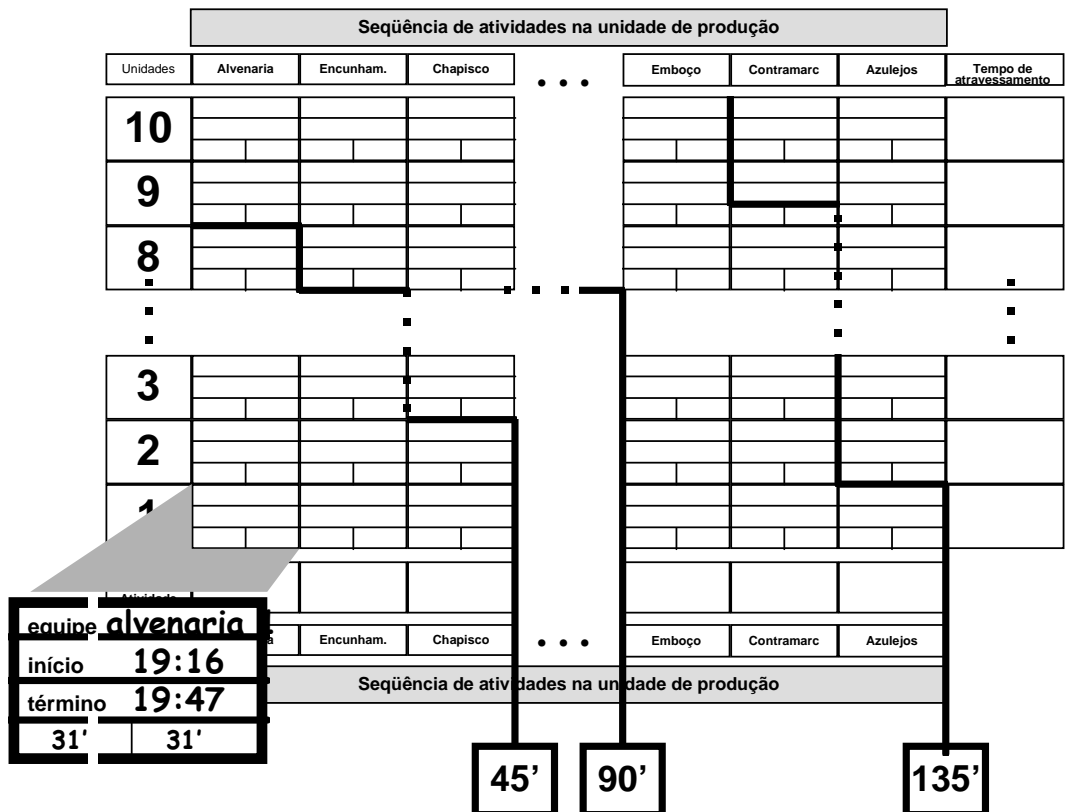 Seqüência de atividades na unidade de produção
Unidades Alvenaria Encunham. Chapisco • • • Emboço Contramarc Azulejos Tempo de atravessamento
10
9
8
3
2
1
equipe alvenaria
início 19:16
término 19:47
31' 31'
Encunham. Chapisco • • • Emboço Contramarc Azulejos
Seqüência de atividades na unidade de produção
45’ 90’ 135’